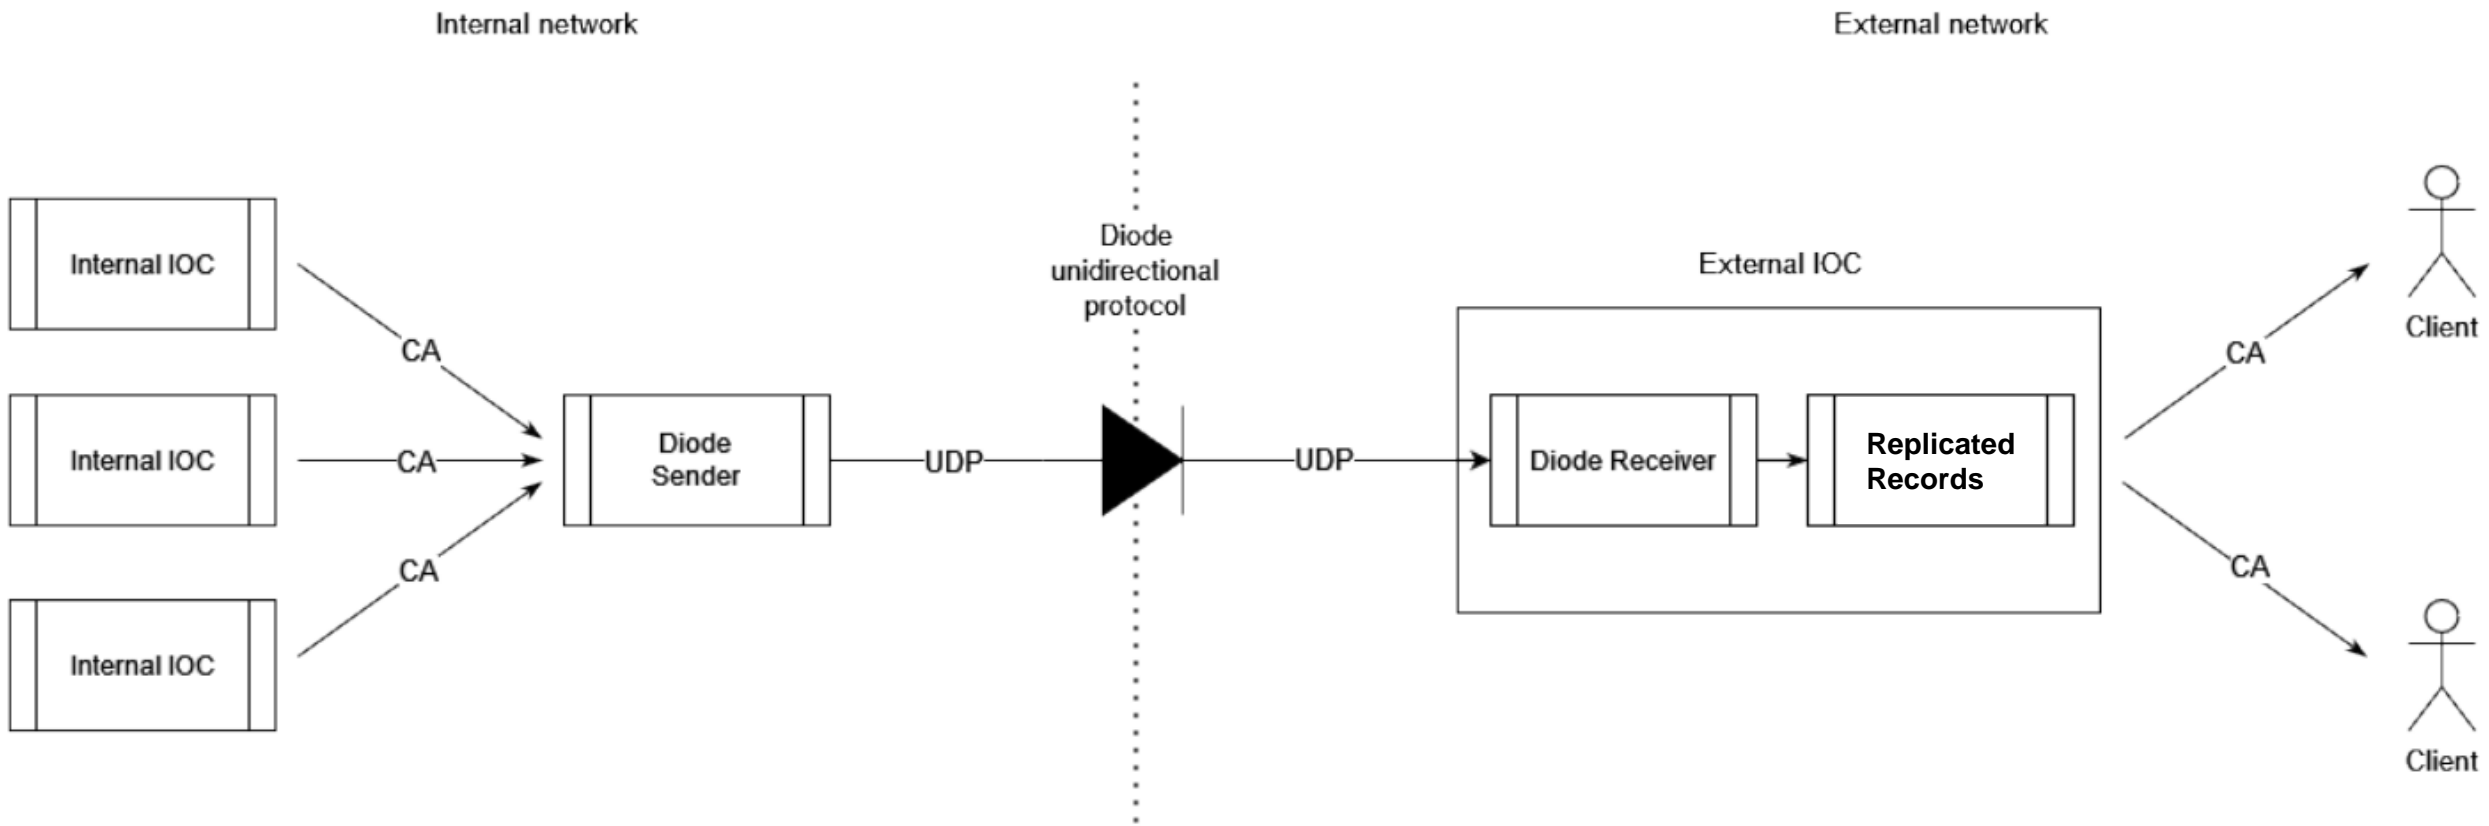 Internal network
External network
Diode
unidirectional
protocol
Internal IOC
CA
Internal IOC
CA
Internal IOC
CA
Diode
Sender
UDP
UDP
External IOC
Diode Receiver
Replicated
Records
CA
Client
CA
Client